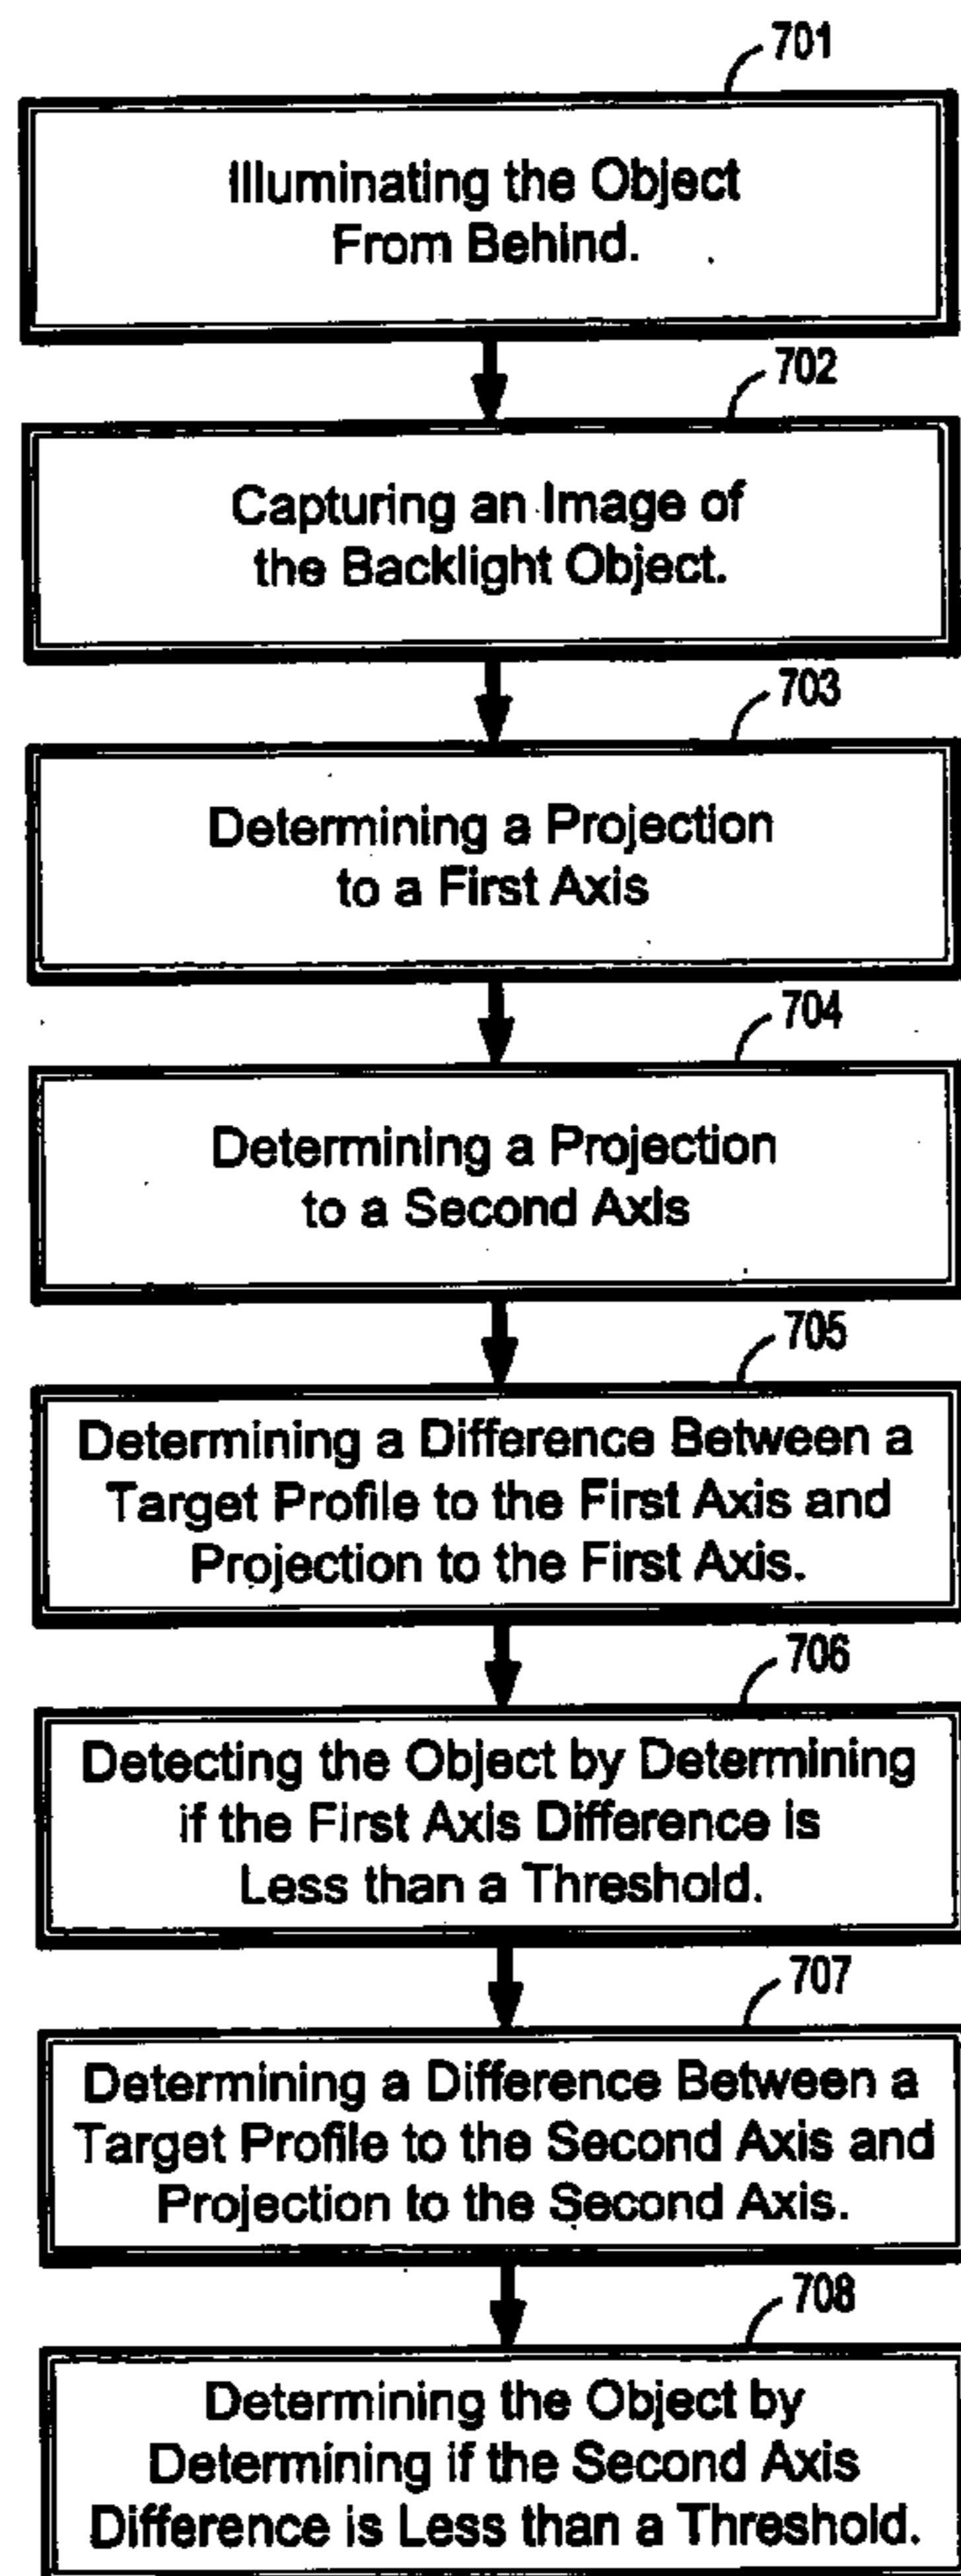 701
Illuminating the Object
From Behind.
702
Capturing an Image of
the Backlight Object.
703
Determining a Projection
to a First Axis
704
Determining a Projection
to a Second Axis
705
Determining a Difference Between a
Target Profile to the First Axis and
Projection to the First Axis.
706
Detecting the Object by Determining
if the First Axis Difference is
Less than a Threshold.
707
Determining a Difference Between a
Target Profile to the Second Axis and
Projection to the Second Axis.
708
Determining the Object by
Determining if the Second Axis
Difference is Less than a Threshold.